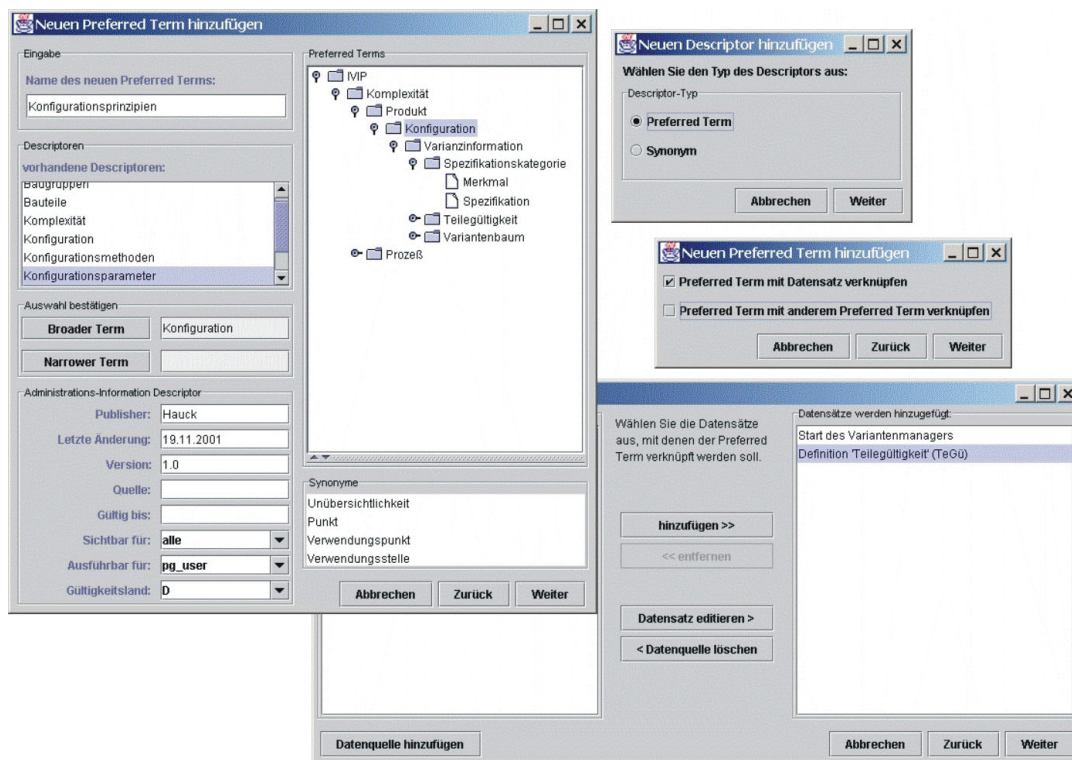 Neuen Preferred Term hinzufügen
Eingabe
Name des neuen Preferred Terms:
Konfigurationsprinzipien
Descriptoren
vorhandene Descriptoren:
Baugruppen
Bauteile
Komplexität
Konfiguration
Konfigurationsmethoden
Konfigurationsparameter
Auswahl bestätigen
Broader Term
Konfiguration
Narrower Term
Administrations-Information Descriptor
Publisher: Hauck
Letzte Änderung: 19.11.2001
Version: 1.0
Quelle:
Gültig bis:
Sichtbar für: alle
Ausführbar für: pg_user
Gültigkeitsland: D
Preferred Terms
IVIP
Komplexität
Produkt
Konfiguration
Varianzinformation
Spezifikationskategorie
Merkmal
Spezifikation
Teilegültigkeit
Variantenbaum
Prozeß
Synonyme
Unübersichtlichkeit
Punkt
Verwendungspunkt
Verwendungsstelle
Abbrechen Zurück Weiter
Neuen Descriptor hinzufügen
Wählen Sie den Typ des Descriptors aus:
Descriptor-Typ
Preferred Term
Synonym
Abbrechen Weiter
Neuen Preferred Term hinzufügen
Preferred Term mit Datensatz verknüpfen
Preferred Term mit anderem Preferred Term verknüpfen
Abbrechen Zurück Weiter
Wählen Sie die Datensätze
aus, mit denen der Preferred
Term verknüpft werden soll.
hinzufügen >>
<< entfernen
Datensatz editieren >
< Datenquelle löschen
Datensätze werden hinzugefügt:
Start des Variantenmanagers
Definition 'Teilegültigkeit' (TeGü)
Datenquelle hinzufügen
Abbrechen Zurück Weiter